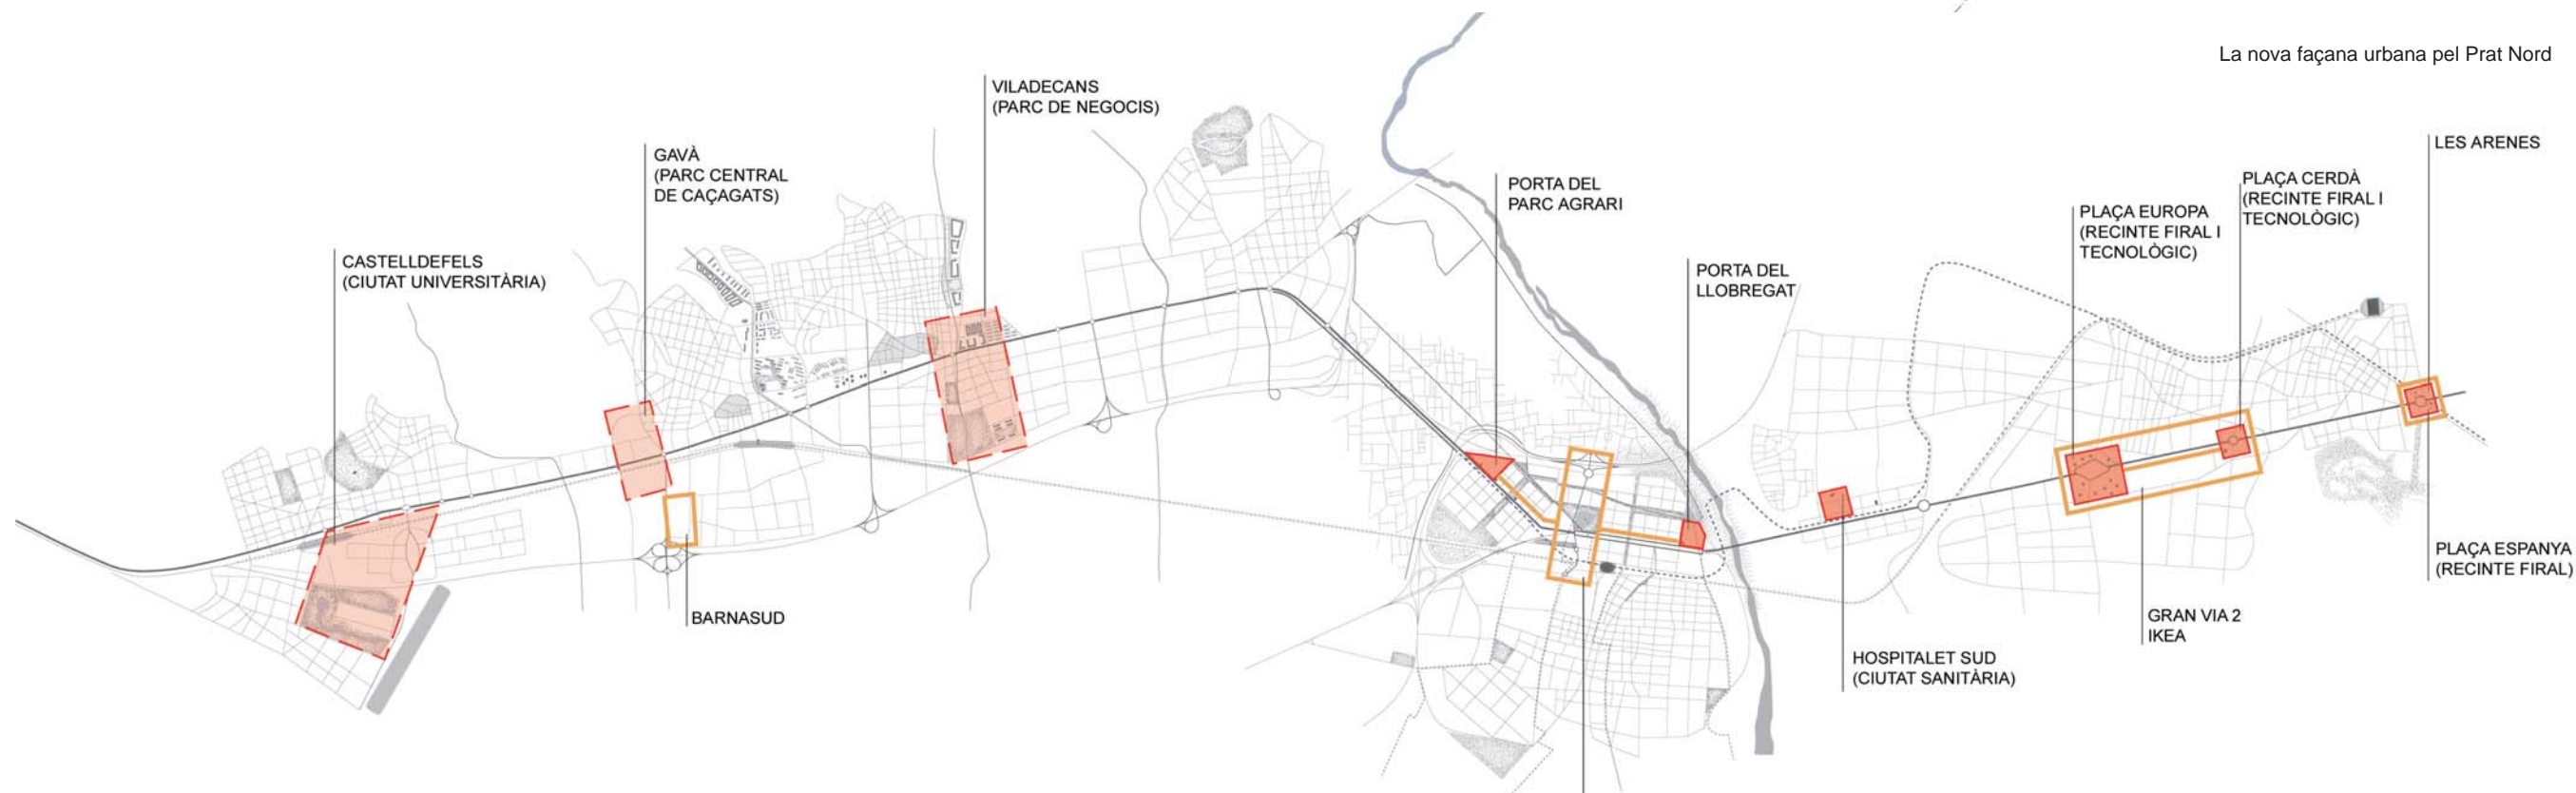 La nova façana urbana pel Prat Nord
VILADECANS
(PARC DE NEGOCIS)
GAVÀ
(PARC CENTRAL
DE CAÇAGATS)
CASTELLDEFELS
(CIUTAT UNIVERSITÀRIA)
BARNASUD
PORTA DEL
PARC AGRARI
PORTA DEL
LLOBREGAT
HOSPITALET SUD
(CIUTAT SANITÀRIA)
PLAÇA EUROPA
(RECINTE FIRAL I
TECNOLÒGIC)
PLAÇA CERDÀ
(RECINTE FIRAL I
TECNOLÒGIC)
LES ARENES
GRAN VIA 2
IKEA
PLAÇA ESPANYA
(RECINTE FIRAL)